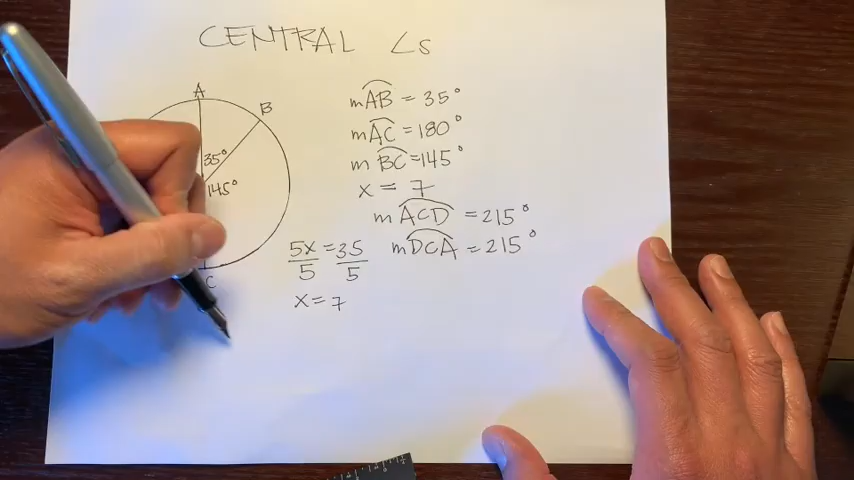 CENTRAL ∠S
A
B
35°
145°
C
mAB = 35°
mAC = 180°
mBC = 145°
x = 7
mACD = 215°
mDCA = 215°
5x = 35
5 5
x = 7